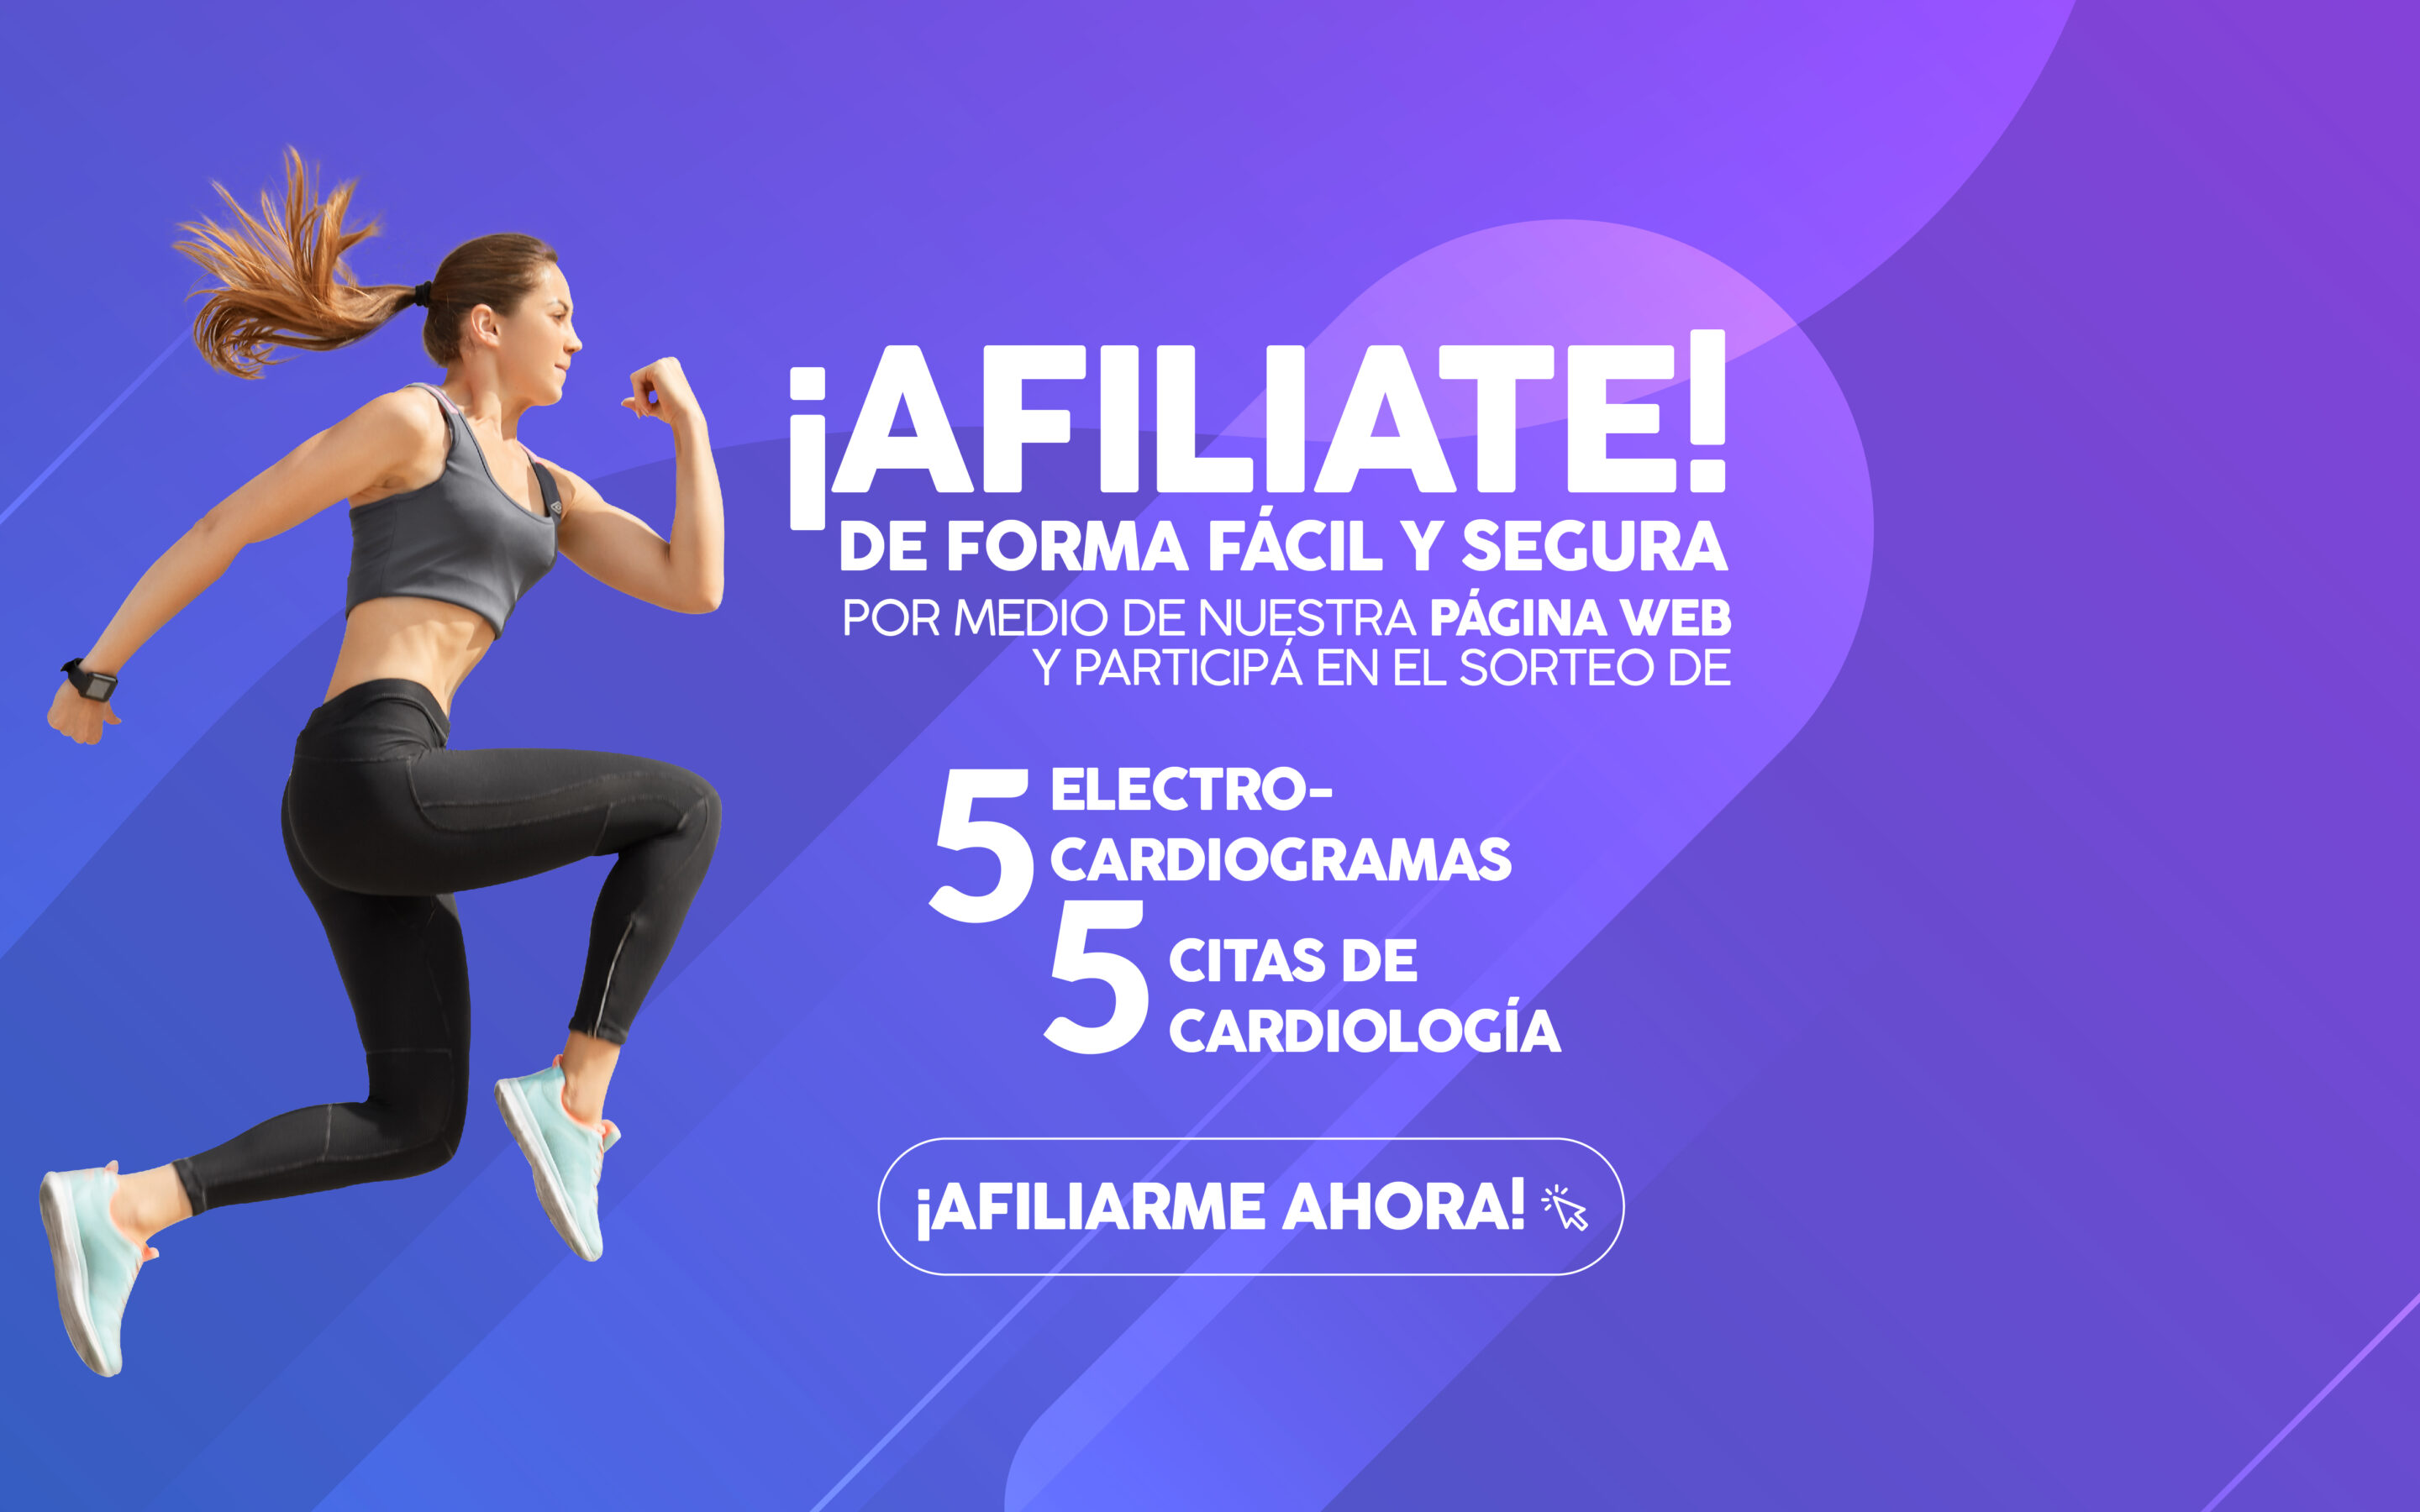 ¡AFILIATE!
DE FORMA FÁCIL Y SEGURA
POR MEDIO DE NUESTRA PÁGINA WEB
Y PARTICIPÁ EN EL SORTEO DE
5 ELECTRO-
CARDIOGRAMAS
5 CITAS DE
CARDIOLOGÍA
¡AFILIARME AHORA!